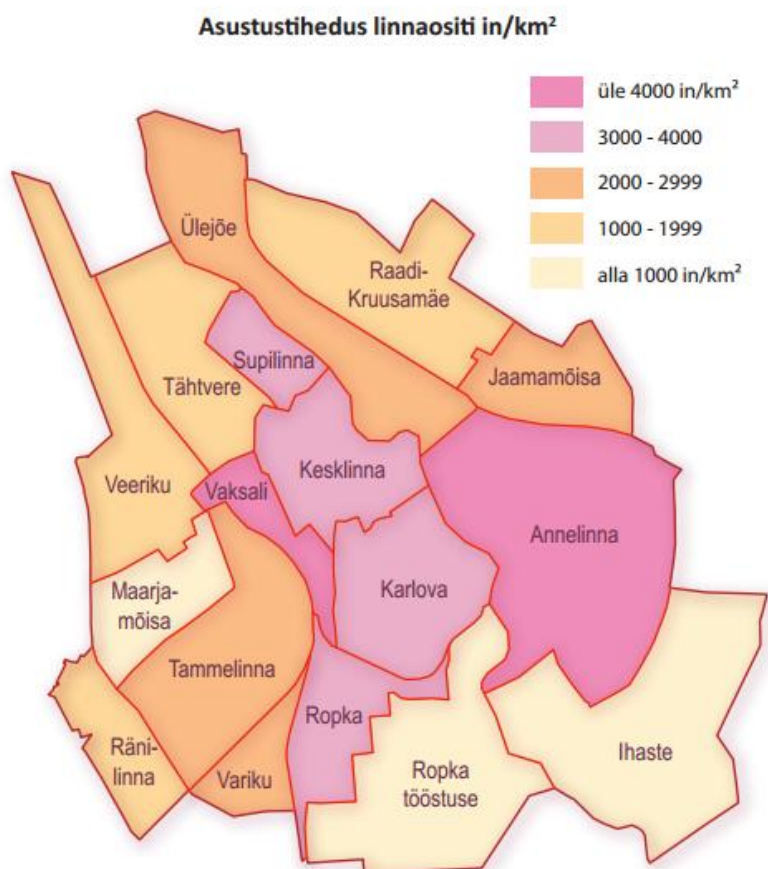 Asustustihedus linnaositi in/km²
üle 4000 in/km²
3000 - 4000
2000 - 2999
1000 - 1999
alla 1000 in/km²
Ülejõe
Raadi-
Kruusamäe
Supilinna
Jaamamõisa
Tähtvere
Kesklinna
Veeriku
Vaksali
Annelinna
Maarja-
mõisa
Karlova
Tammelinna
Ropka
Räni-
linna
Variku
Ropka
tööstuse
Ihaste